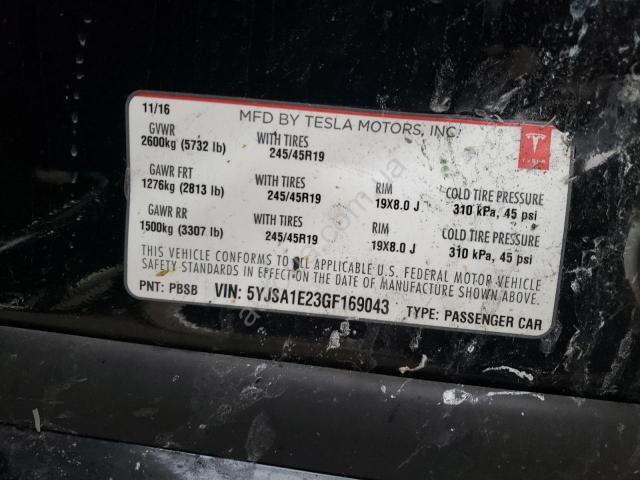 11/16
MFD BY TESLA MOTORS, INC.
GVWR
2600kg (5732 lb)
WITH TIRES
245/45R19
TESLA
GAWR FRT
1276kg (2813 lb)
WITH TIRES
245/45R19
RIM
19X8.0 J
COLD TIRE PRESSURE
310 kPa, 45 psi
GAWR RR
1500kg (3307 lb)
WITH TIRES
245/45R19
RIM
19X8.0 J
COLD TIRE PRESSURE
310 kPa, 45 psi
THIS VEHICLE CONFORMS TO ALL APPLICABLE U.S. FEDERAL MOTOR VEHICLE
SAFETY STANDARDS IN EFFECT ON THE DATE OF MANUFACTURE SHOWN ABOVE.
PNT: PBSB VIN: 5YJSA1E23GF169043 TYPE: PASSENGER CAR